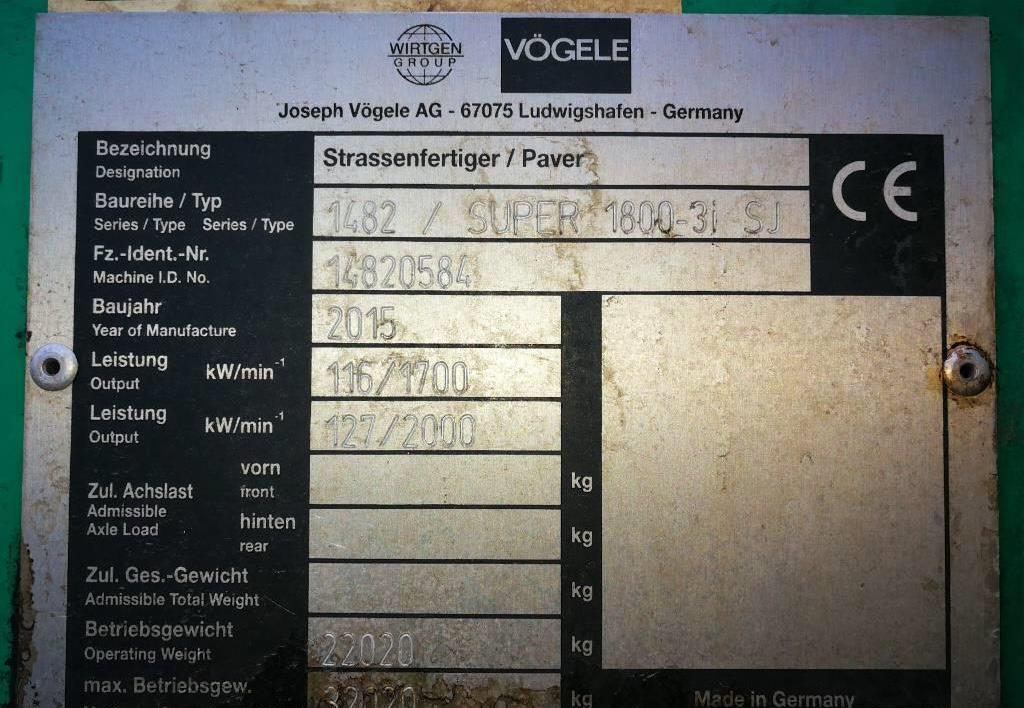 WIRTGEN
GROUP
VÖGELE
Joseph Vögele AG - 67075 Ludwigshafen - Germany
Bezeichnung
Designation
Strassenfertiger / Paver
CE
Baureihe / Typ
Series / Type Series / Type
1482 / SUPER 1800-3i SJ
Fz.-Ident.-Nr.
Machine I.D. No.
14820584
Baujahr
Year of Manufacture
2015
Leistung
Output
kW/min⁻¹
116/1700
Leistung
Output
kW/min⁻¹
127/2000
Zul. Achslast
Admissible
Axle Load
vorn
front
kg
hinten
rear
kg
Zul. Ges.-Gewicht
Admissible Total Weight
kg
Betriebsgewicht
Operating Weight
22020
kg
max. Betriebsgew.
kg
Made in Germany